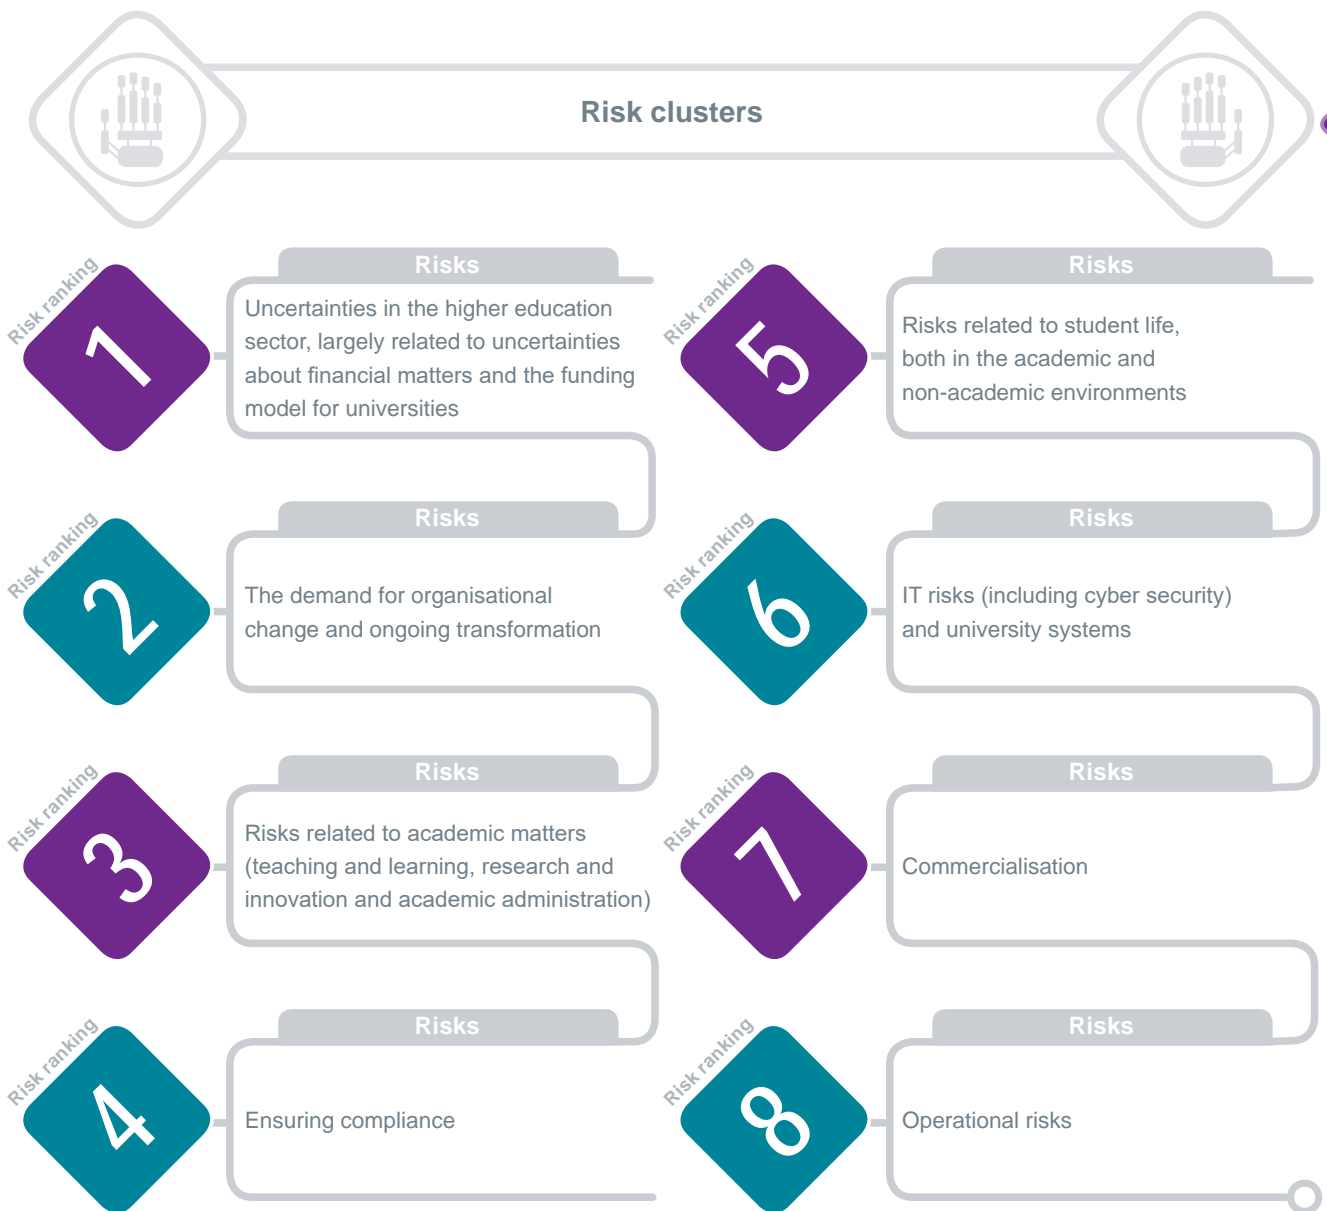 Risk clusters
Risk ranking
1
Risks
Uncertainties in the higher education
sector, largely related to uncertainties
about financial matters and the funding
model for universities
Risk ranking
2
Risks
The demand for organisational
change and ongoing transformation
Risk ranking
3
Risks
Risks related to academic matters
(teaching and learning, research and
innovation and academic administration)
Risk ranking
4
Risks
Ensuring compliance
Risk ranking
5
Risks
Risks related to student life,
both in the academic and
non-academic environments
Risk ranking
6
Risks
IT risks (including cyber security)
and university systems
Risk ranking
7
Risks
Commercialisation
Risk ranking
8
Risks
Operational risks